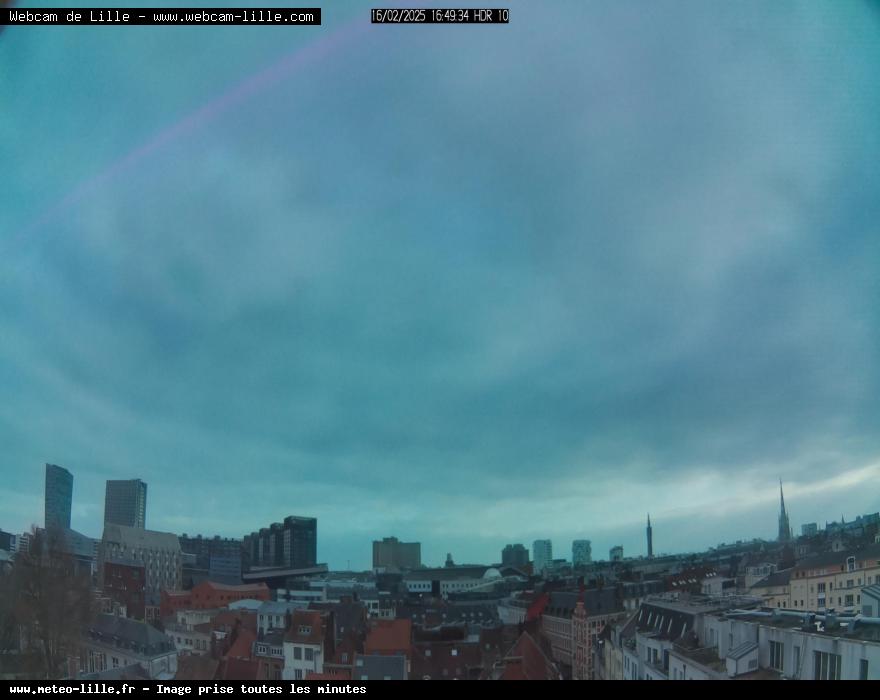 Webcam de Lille - www.webcam-lille.com
16/02/2025 16:49:34 HDR 10
www.meteo-lille.fr - Image prise toutes les minutes